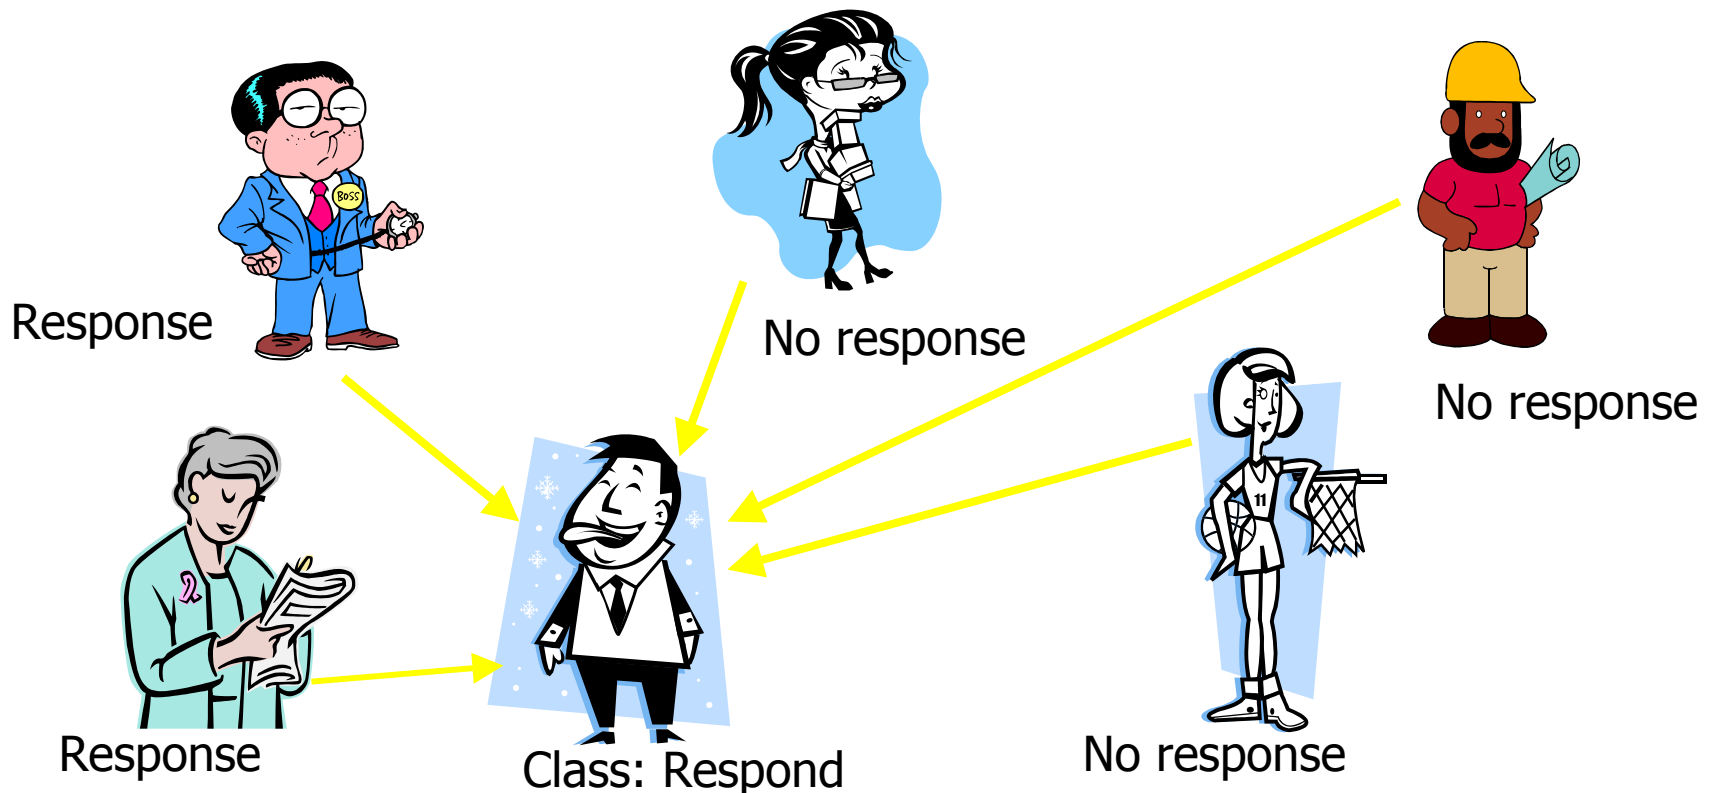 BOSS
Response
No response
No response
11
Response
Class: Respond
No response